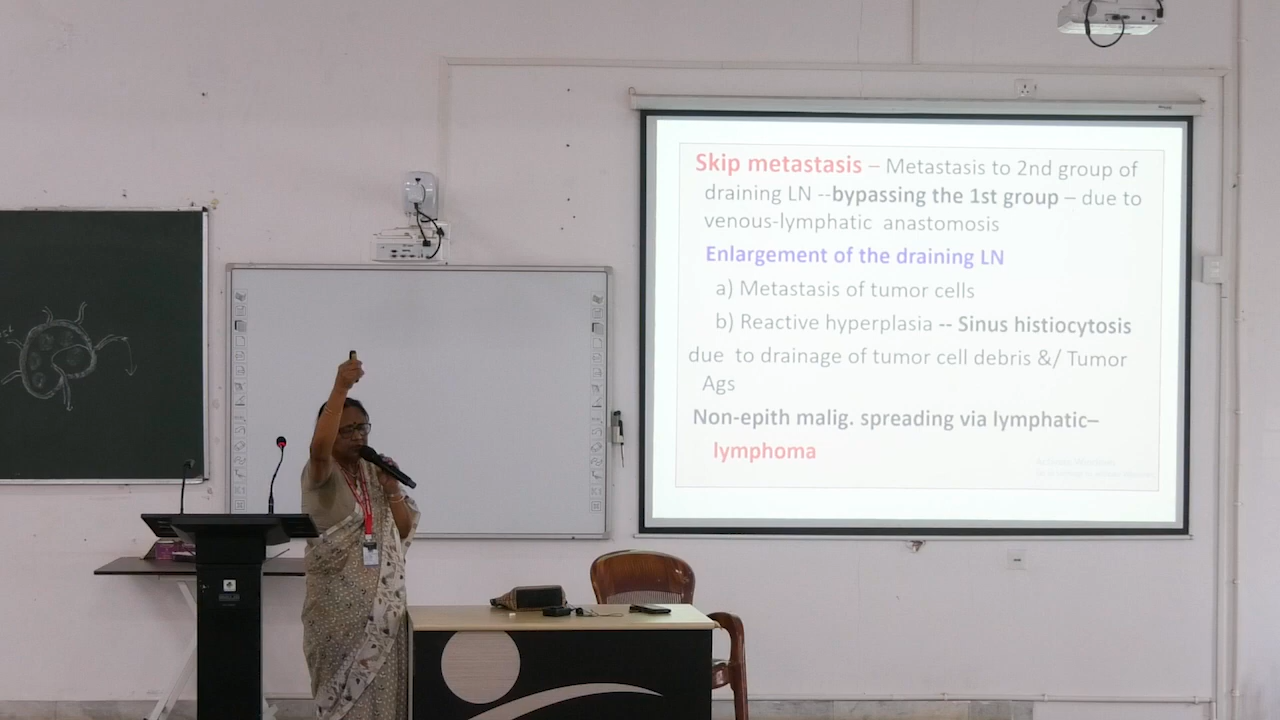 Skip metastasis – Metastasis to 2nd group of
draining LN --bypassing the 1st group – due to
venous-lymphatic anastomosis
Enlargement of the draining LN
a) Metastasis of tumor cells
b) Reactive hyperplasia -- Sinus histiocytosis
due to drainage of tumor cell debris &/ Tumor
Ags
Non-epith malig. spreading via lymphatic–
lymphoma
Activate Windows